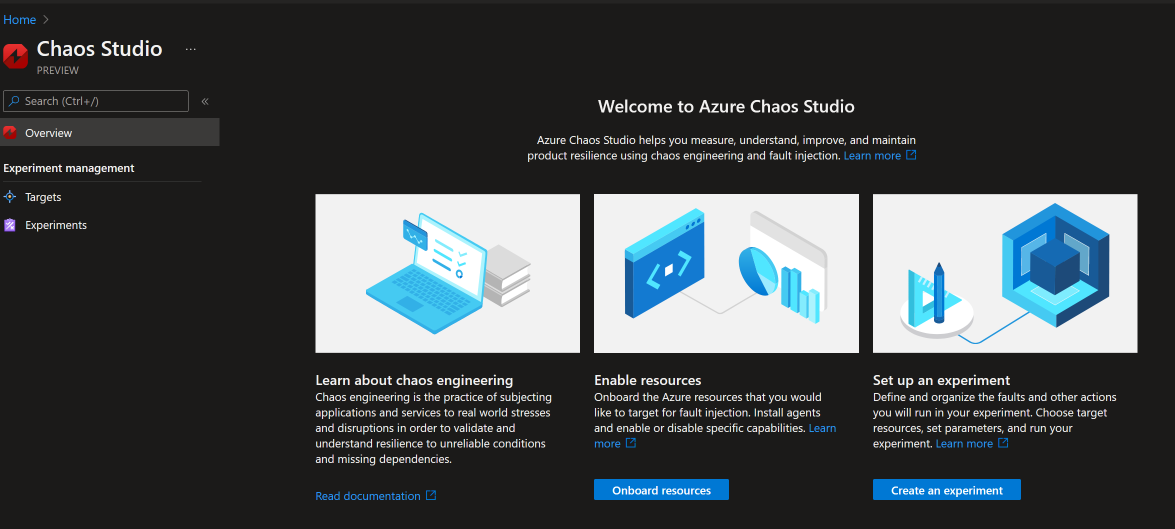 Home >
Chaos Studio ...
PREVIEW
Search (Ctrl+/) «
Overview
Experiment management
Targets
Experiments
Welcome to Azure Chaos Studio
Azure Chaos Studio helps you measure, understand, improve, and maintain
product resilience using chaos engineering and fault injection. Learn more
Learn about chaos engineering
Chaos engineering is the practice of subjecting
applications and services to real world stresses
and disruptions in order to validate and
understand resilience to unreliable conditions
and missing dependencies.
Read documentation
Enable resources
Onboard the Azure resources that you would
like to target for fault injection. Install agents
and enable or disable specific capabilities. Learn
more
Onboard resources
Set up an experiment
Define and organize the faults and other actions
you will run in your experiment. Choose target
resources, set parameters, and run your
experiment. Learn more
Create an experiment